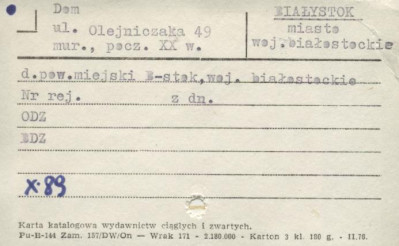 Dom
ul. Olejniczaka 49
mur., pocz. XX w.
BIAŁYSTOK
miasto
woj.białostockie
d.pow.miejski B-stok,woj. białostockie
Nr rej. z dn.
ODZ
BDZ
X.89
Karta katalogowa wydawnictw ciągłych i zwartych.
Pu-H-144 Zam. 157/DW/On — Wrak 171 - 2.180.000 - Karton 3 kl. 180 g. - 11.70.